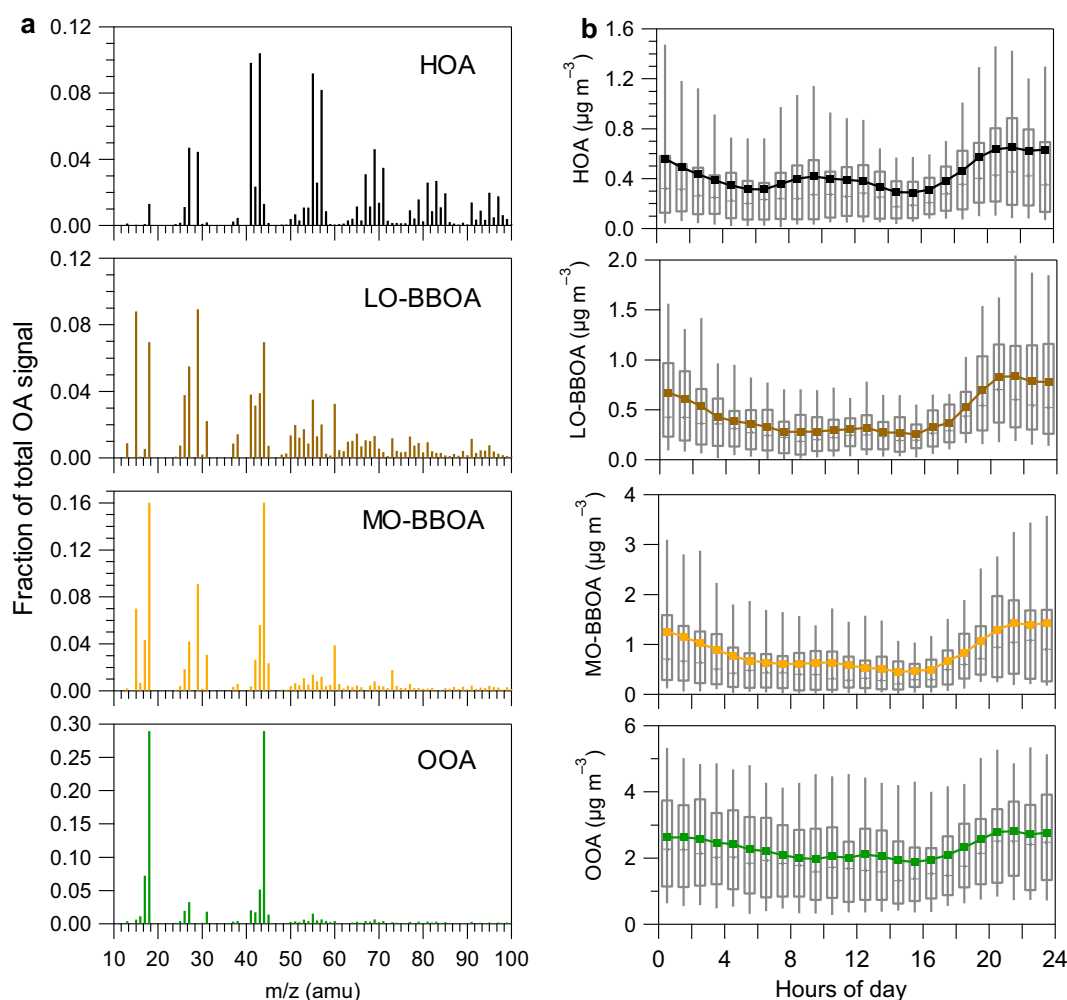 a
Fraction of total OA signal
0.12
0.08
0.04
0.00
HOA
0.12
0.08
0.04
0.00
LO-BBOA
0.16
0.12
0.08
0.04
0.00
MO-BBOA
0.30
0.25
0.20
0.15
0.10
0.05
0.00
OOA
10 20 30 40 50 60 70 80 90 100
m/z (amu)
b
HOA (µg m⁻³)
1.6
1.2
0.8
0.4
0.0
LO-BBOA (µg m⁻³)
2.0
1.5
1.0
0.5
0.0
MO-BBOA (µg m⁻³)
4
3
2
1
0
OOA (µg m⁻³)
6
4
2
0
0 4 8 12 16 20 24
Hours of day